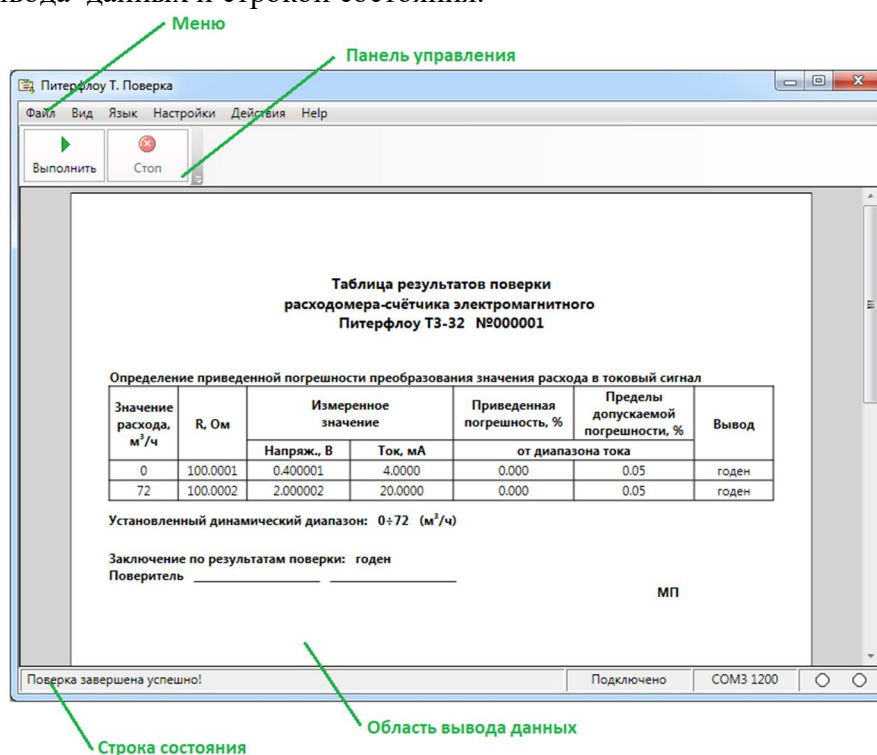 данных и строкой состояния.
Меню
Панель управления
Питерфлоу Т. Поверка
Файл Вид Язык Настройки Действия Help
Выполнить Стоп
Таблица результатов поверки
расходомера-счётчика электромагнитного
Питерфлоу Т3-32 №000001
Определение приведенной погрешности преобразования значения расхода в токовый сигнал
Значение расхода, м³/ч R, Ом Измеренное значение Приведенная погрешность, % Пределы допускаемой погрешности, % Вывод
Напряж., В Ток, мА от диапазона тока
0 100.0001 0.400001 4.0000 0.000 0.05 годен
72 100.0002 2.000002 20.0000 0.000 0.05 годен
Установленный динамический диапазон: 0÷72 (м³/ч)
Заключение по результатам поверки: годен
Поверитель
МП
Поверка завершена успешно! Подключено COM3 1200
Область вывода данных
Строка состояния